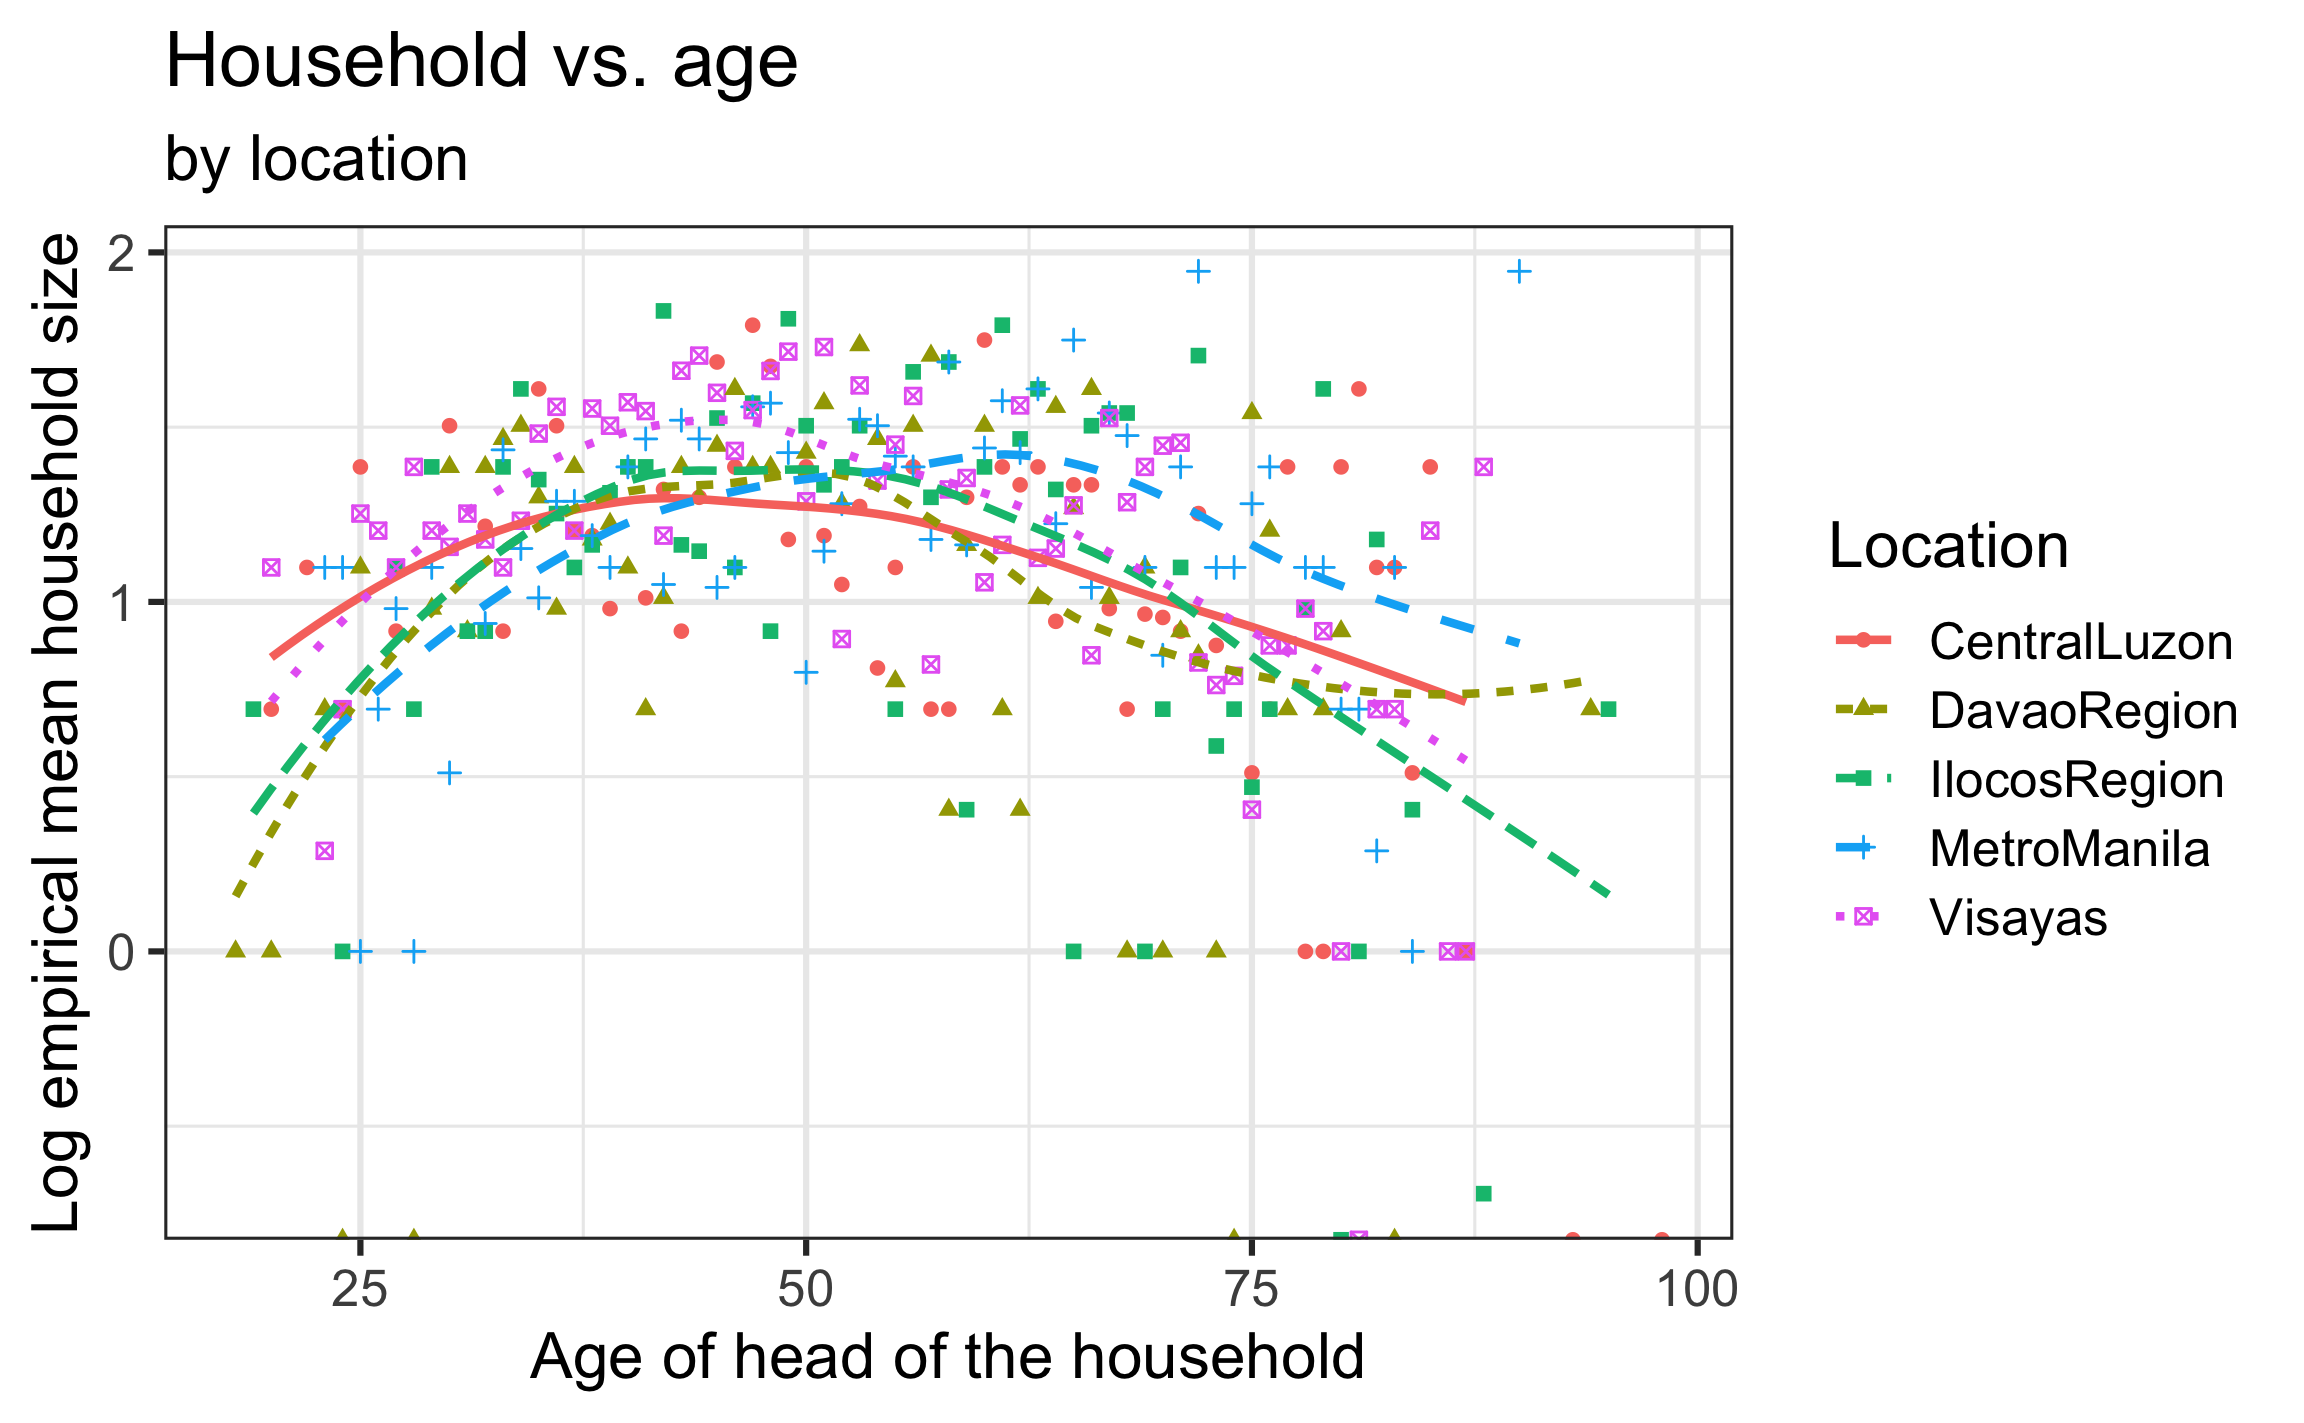 Household vs. age
by location
Log empirical mean household size
2
1
0
25 50 75 100
Age of head of the household
Location
CentralLuzon
DavaoRegion
IlocosRegion
MetroManila
Visayas